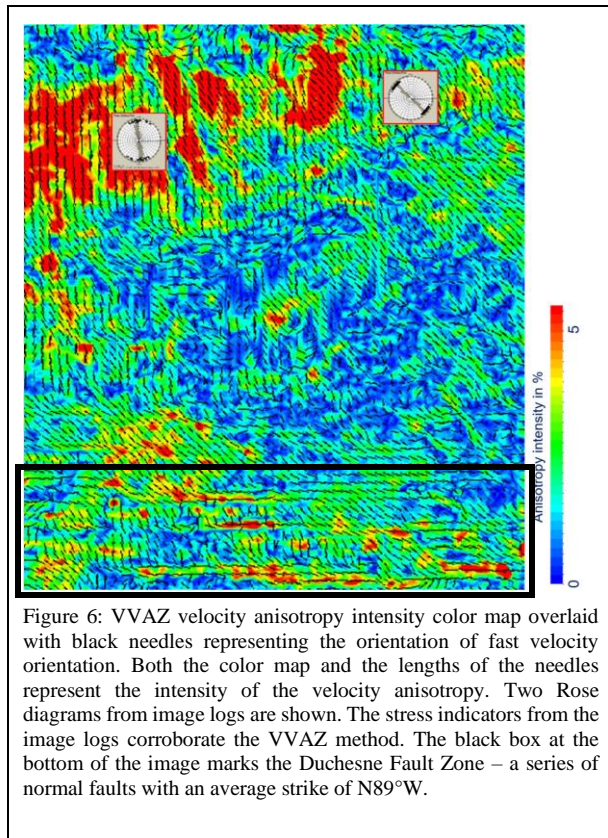 5
Anisotropy intensity in %
0
Figure 6: VVAZ velocity anisotropy intensity color map overlaid
with black needles representing the orientation of fast velocity
orientation. Both the color map and the lengths of the needles
represent the intensity of the velocity anisotropy. Two Rose
diagrams from image logs are shown. The stress indicators from the
image logs corroborate the VVAZ method. The black box at the
bottom of the image marks the Duchesne Fault Zone – a series of
normal faults with an average strike of N89°W.